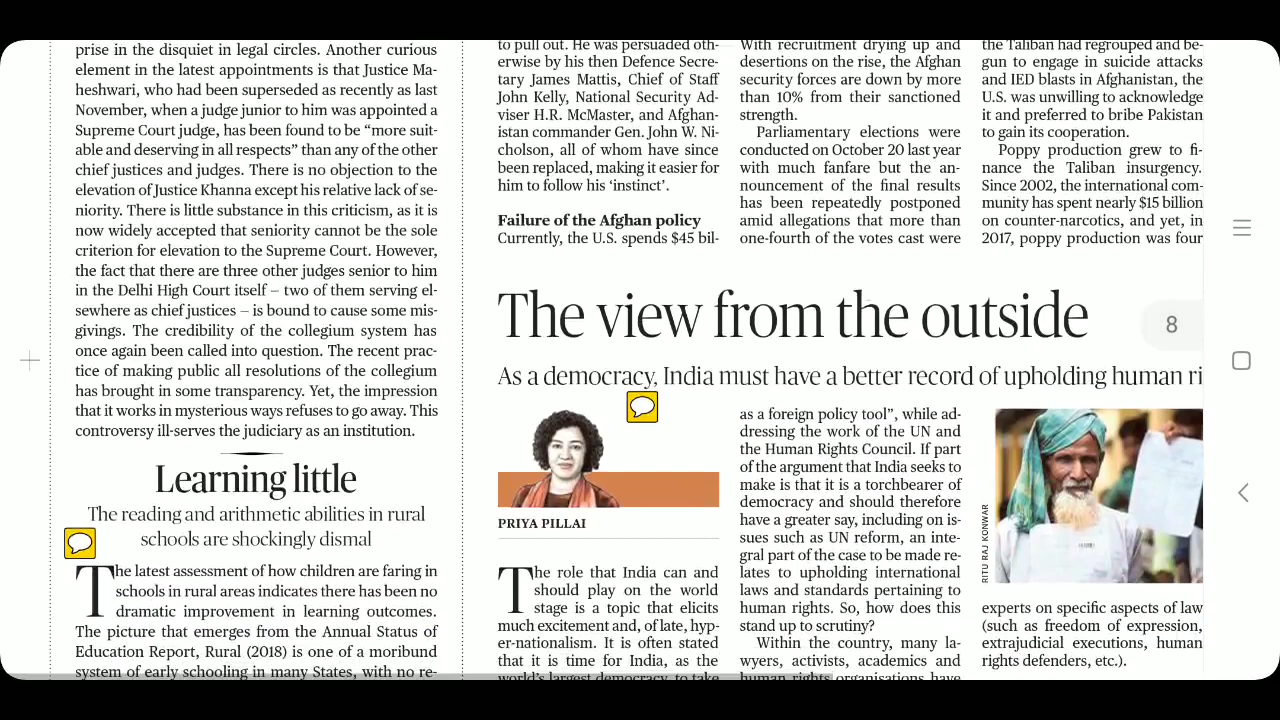 prise in the disquiet in legal circles. Another curious
element in the latest appointments is that Justice Ma-
heshwari, who had been superseded as recently as last
November, when a judge junior to him was appointed a
Supreme Court judge, has been found to be “more suit-
able and deserving in all respects” than any of the other
chief justices and judges. There is no objection to the
elevation of Justice Khanna except his relative lack of se-
niority. There is little substance in this criticism, as it is
now widely accepted that seniority cannot be the sole
criterion for elevation to the Supreme Court. However,
the fact that there are three other judges senior to him
in the Delhi High Court itself – two of them serving el-
sewhere as chief justices – is bound to cause some mis-
givings. The credibility of the collegium system has
once again been called into question. The recent prac-
tice of making public all resolutions of the collegium
has brought in some transparency. Yet, the impression
that it works in mysterious ways refuses to go away. This
controversy ill-serves the judiciary as an institution.
Learning little
The reading and arithmetic abilities in rural
schools are shockingly dismal
The latest assessment of how children are faring in
schools in rural areas indicates there has been no
dramatic improvement in learning outcomes.
The picture that emerges from the Annual Status of
Education Report, Rural (2018) is one of a moribund
system of early schooling in many States, with no re-
to pull out. He was persuaded oth-
erwise by his then Defence Secre-
tary James Mattis, Chief of Staff
John Kelly, National Security Ad-
viser H.R. McMaster, and Afghan-
istan commander Gen. John W. Ni-
cholson, all of whom have since
been replaced, making it easier for
him to follow his ‘instinct’.
Failure of the Afghan policy
Currently, the U.S. spends $45 bil-
With recruitment drying up and
desertions on the rise, the Afghan
security forces are down by more
than 10% from their sanctioned
strength.
Parliamentary elections were
conducted on October 20 last year
with much fanfare but the an-
nouncement of the final results
has been repeatedly postponed
amid allegations that more than
one-fourth of the votes cast were
the Taliban had regrouped and be-
gun to engage in suicide attacks
and IED blasts in Afghanistan, the
U.S. was unwilling to acknowledge
it and preferred to bribe Pakistan
to gain its cooperation.
Poppy production grew to fi-
nance the Taliban insurgency.
Since 2002, the international com-
munity has spent nearly $15 billion
on counter-narcotics, and yet, in
2017, poppy production was four
The view from the outside
8
As a democracy, India must have a better record of upholding human ri
PRIYA PILLAI
The role that India can and
should play on the world
stage is a topic that elicits
much excitement and, of late, hyp-
er-nationalism. It is often stated
that it is time for India, as the
world’s largest democracy, to take
as a foreign policy tool”, while ad-
dressing the work of the UN and
the Human Rights Council. If part
of the argument that India seeks to
make is that it is a torchbearer of
democracy and should therefore
have a greater say, including on is-
sues such as UN reform, an inte-
gral part of the case to be made re-
lates to upholding international
laws and standards pertaining to
human rights. So, how does this
stand up to scrutiny?
Within the country, many la-
wyers, activists, academics and
human rights organisations have
RITU RAJ KONWAR
experts on specific aspects of law
(such as freedom of expression,
extrajudicial executions, human
rights defenders, etc.).